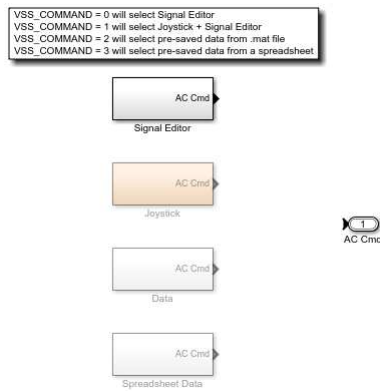 VSS_COMMAND = 0 will select Signal Editor
VSS_COMMAND = 1 will select Joystick + Signal Editor
VSS_COMMAND = 2 will select pre-saved data from .mat file
VSS_COMMAND = 3 will select pre-saved data from a spreadsheet
AC Cmd
Signal Editor
AC Cmd
Joystick
1
AC Cmd
AC Cmd
Data
AC Cmd
Spreadsheet Data